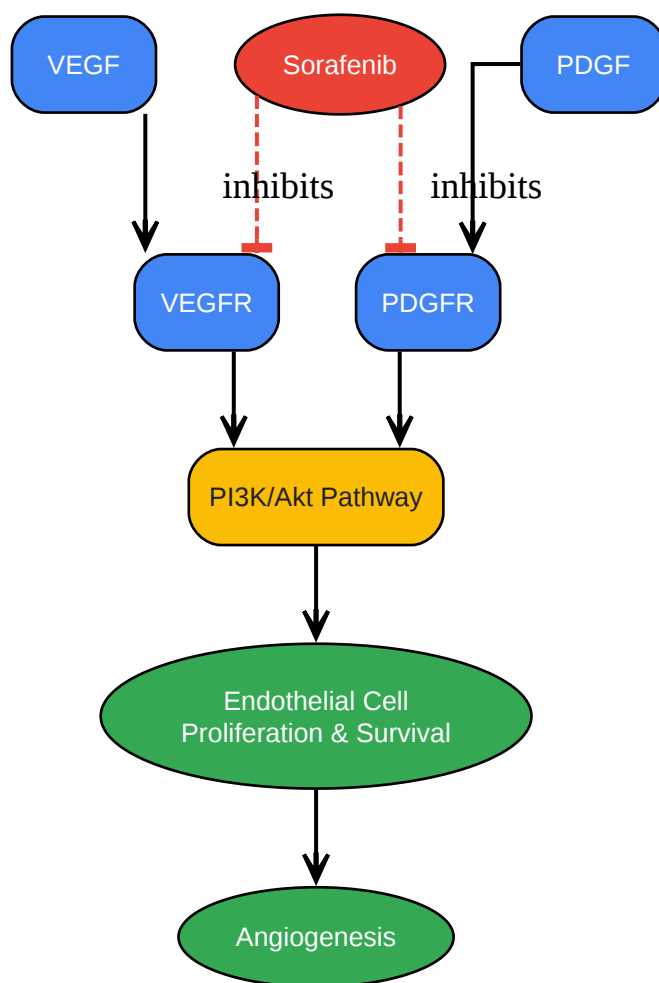 VEGF
Sorafenib
PDGF
inhibits
inhibits
VEGFR
PDGFR
PI3K/Akt Pathway
Endothelial Cell
Proliferation & Survival
Angiogenesis